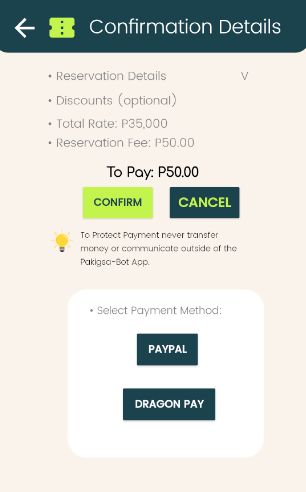 Confirmation Details
• Reservation Details V
• Discounts (optional)
• Total Rate: P35,000
• Reservation Fee: P50.00
To Pay: P50.00
CONFIRM CANCEL
To Protect Payment never transfer
money or communicate outside of the
Pakigsa-Bot App.
• Select Payment Method:
PAYPAL
DRAGON PAY